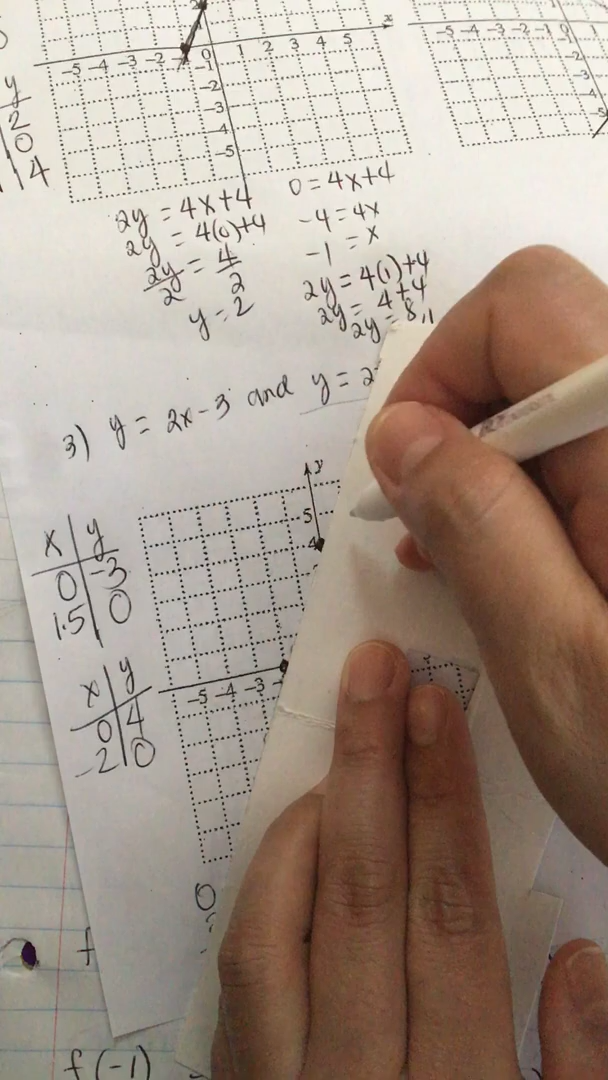 x
-5 -4 -3 -2 0 1 2 3 4 5
-1
-2
-3
-4
-5
-5 -4 -3 -2 -1 0 1
-2
-3
-4
-5
y
2
0
4
2y = 4x+4
2y = 4(0)+4
2y/2 = 4/2
y = 2
0 = 4x+4
-4 = 4x
-1 = x
2y = 4(1)+4
2y = 4+4
2y = 8
3) y = 2x-3 and y = 2
y
5
4
-5 -4 -3
x y
0 -3
1.5 0
x y
0 4
-2 0
0
f
f(-1)